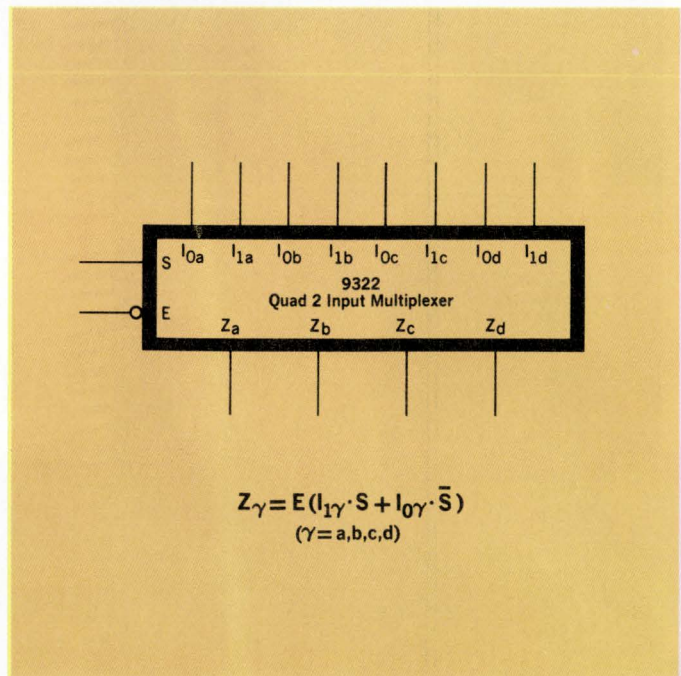 S I₀ₐ I₁ₐ I₀b I₁b I₀c I₁c I₀d I₁d
9322
Quad 2 Input Multiplexer
E Zₐ Zb Zc Zd
Zγ = E(I₁γ·S + I₀γ·S̄)
(γ = a,b,c,d)